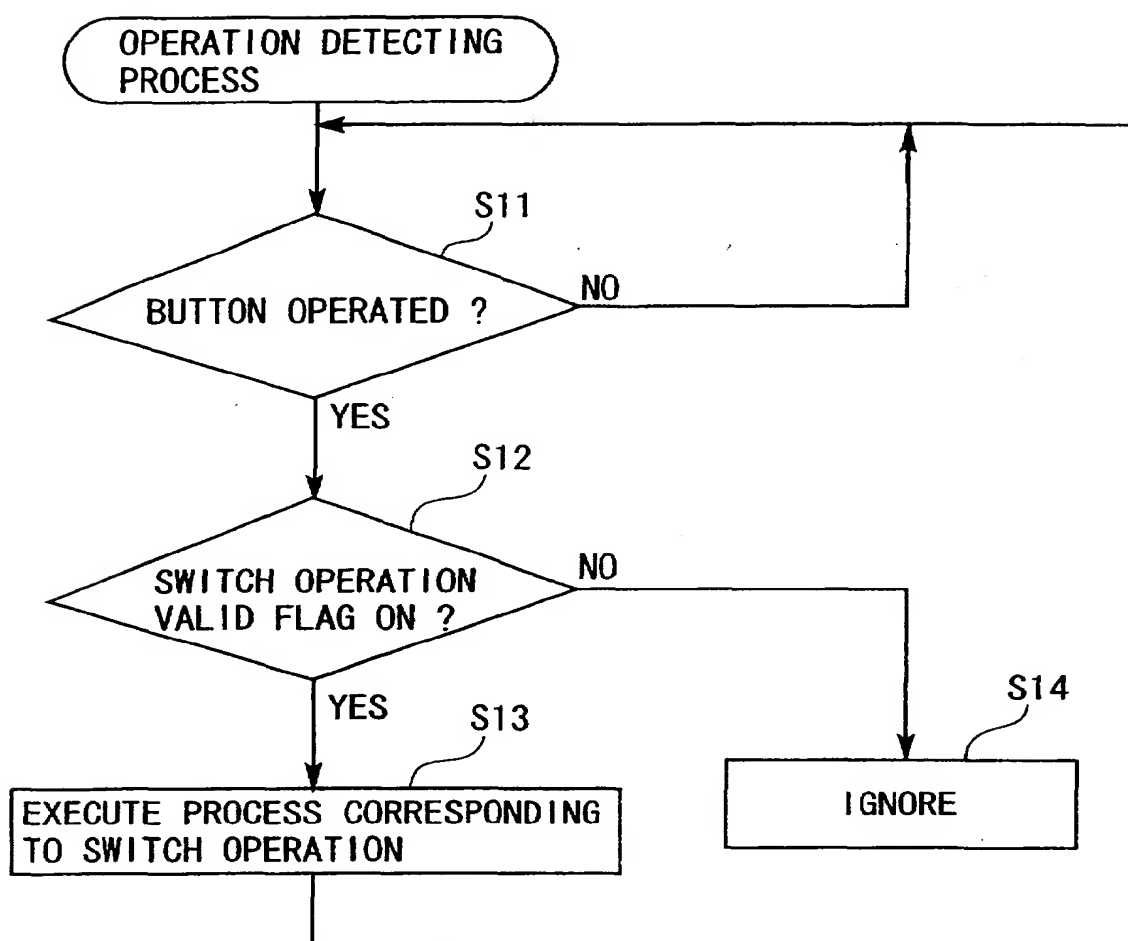 OPERATION DETECTING
PROCESS
S11
BUTTON OPERATED ?
NO
YES
S12
SWITCH OPERATION
VALID FLAG ON ?
NO
YES
S13
S14
EXECUTE PROCESS CORRESPONDING
TO SWITCH OPERATION
IGNORE